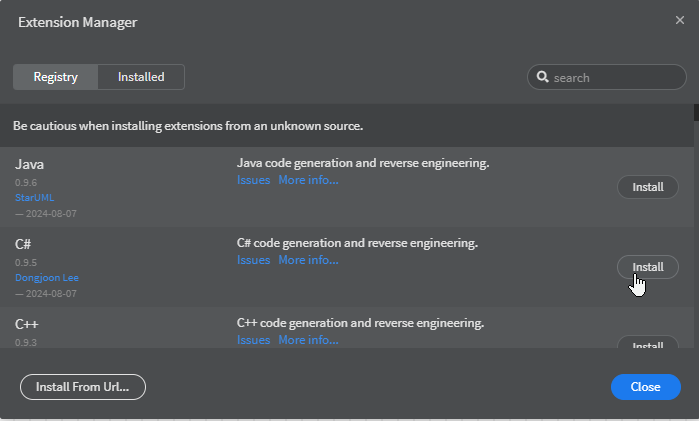 Extension Manager
Registry
Installed
search
Be cautious when installing extensions from an unknown source.
Java
Java code generation and reverse engineering.
0.9.6
Issues More info...
Install
StarUML
— 2024-08-07
C#
C# code generation and reverse engineering.
0.9.5
Issues More info...
Install
Dongjoon Lee
— 2024-08-07
C++
C++ code generation and reverse engineering.
0.9.3
Issues More info...
Install
Install From Url...
Close